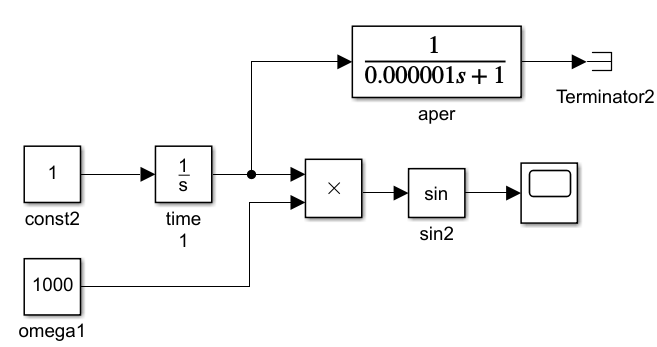 1
0.000001s + 1
aper
Terminator2
1
const2
1
s
time
1
×
sin
sin2
1000
omega1